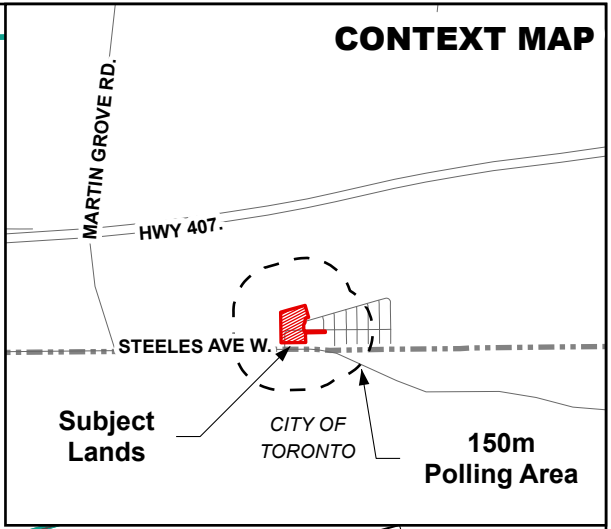 CONTEXT MAP
MARTIN GROVE RD.
HWY 407.
STEELES AVE W.
Subject
Lands
CITY OF
TORONTO
150m
Polling Area